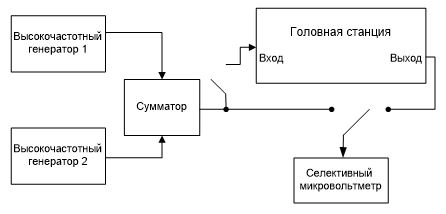 Высокочастотный
генератор 1
Головная станция
Вход
Выход
Сумматор
Высокочастотный
генератор 2
Селективный
микровольтметр